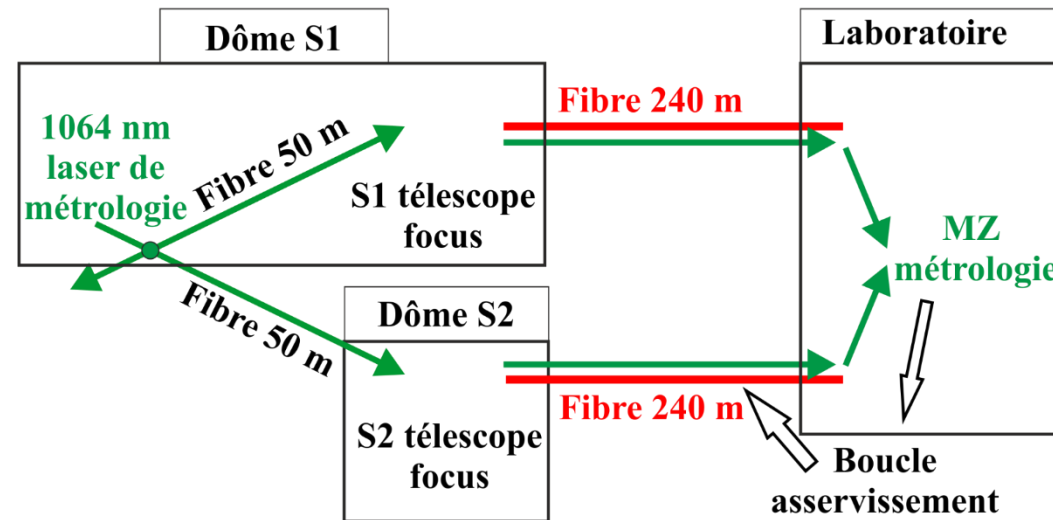 Dôme S1
Laboratoire
1064 nm
laser de
métrologie
Fibre 50 m
S1 télescope
focus
Fibre 240 m
MZ
métrologie
Fibre 50 m
Dôme S2
S2 télescope
focus
Fibre 240 m
Boucle
asservissement